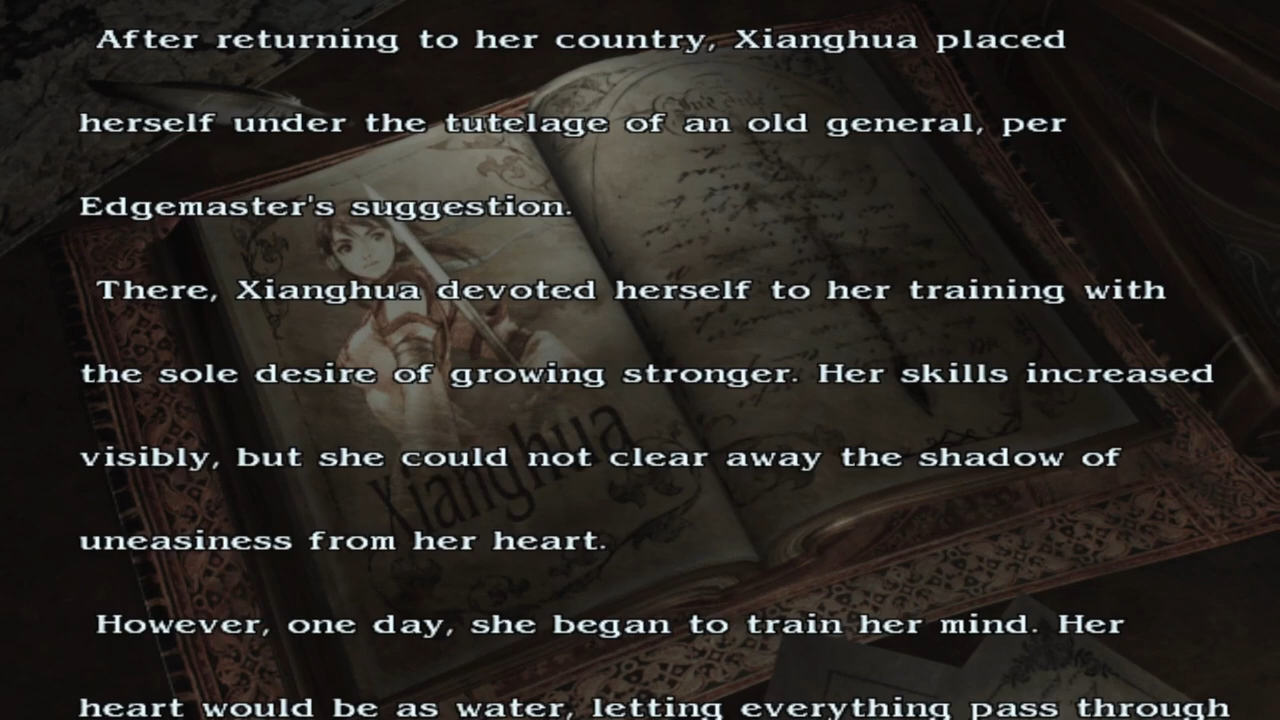 After returning to her country, Xianghua placed
herself under the tutelage of an old general, per
Edgemaster's suggestion.
There, Xianghua devoted herself to her training with
the sole desire of growing stronger. Her skills increased
visibly, but she could not clear away the shadow of
uneasiness from her heart.
However, one day, she began to train her mind. Her
heart would be as water, letting everything pass through
Xianghua